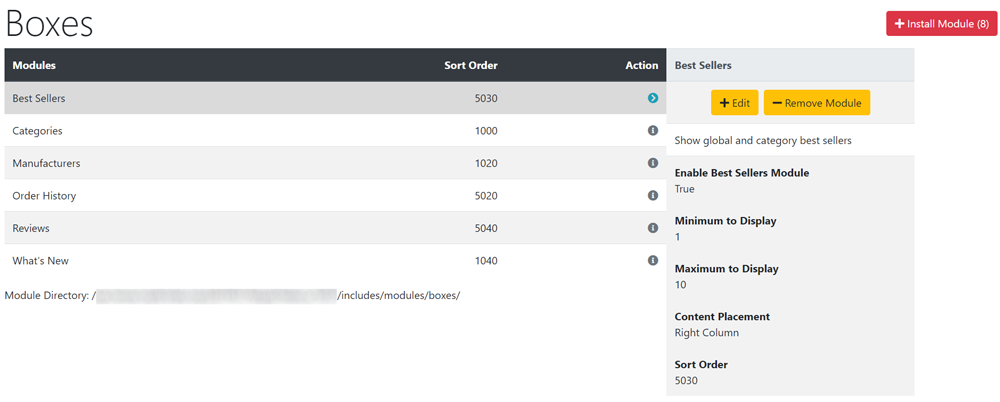 Boxes
Install Module (8)
Modules Sort Order Action
Best Sellers 5030
Categories 1000
Manufacturers 1020
Order History 5020
Reviews 5040
What's New 1040
Module Directory: / /includes/modules/boxes/
Best Sellers
Edit Remove Module
Show global and category best sellers
Enable Best Sellers Module
True
Minimum to Display
1
Maximum to Display
10
Content Placement
Right Column
Sort Order
5030